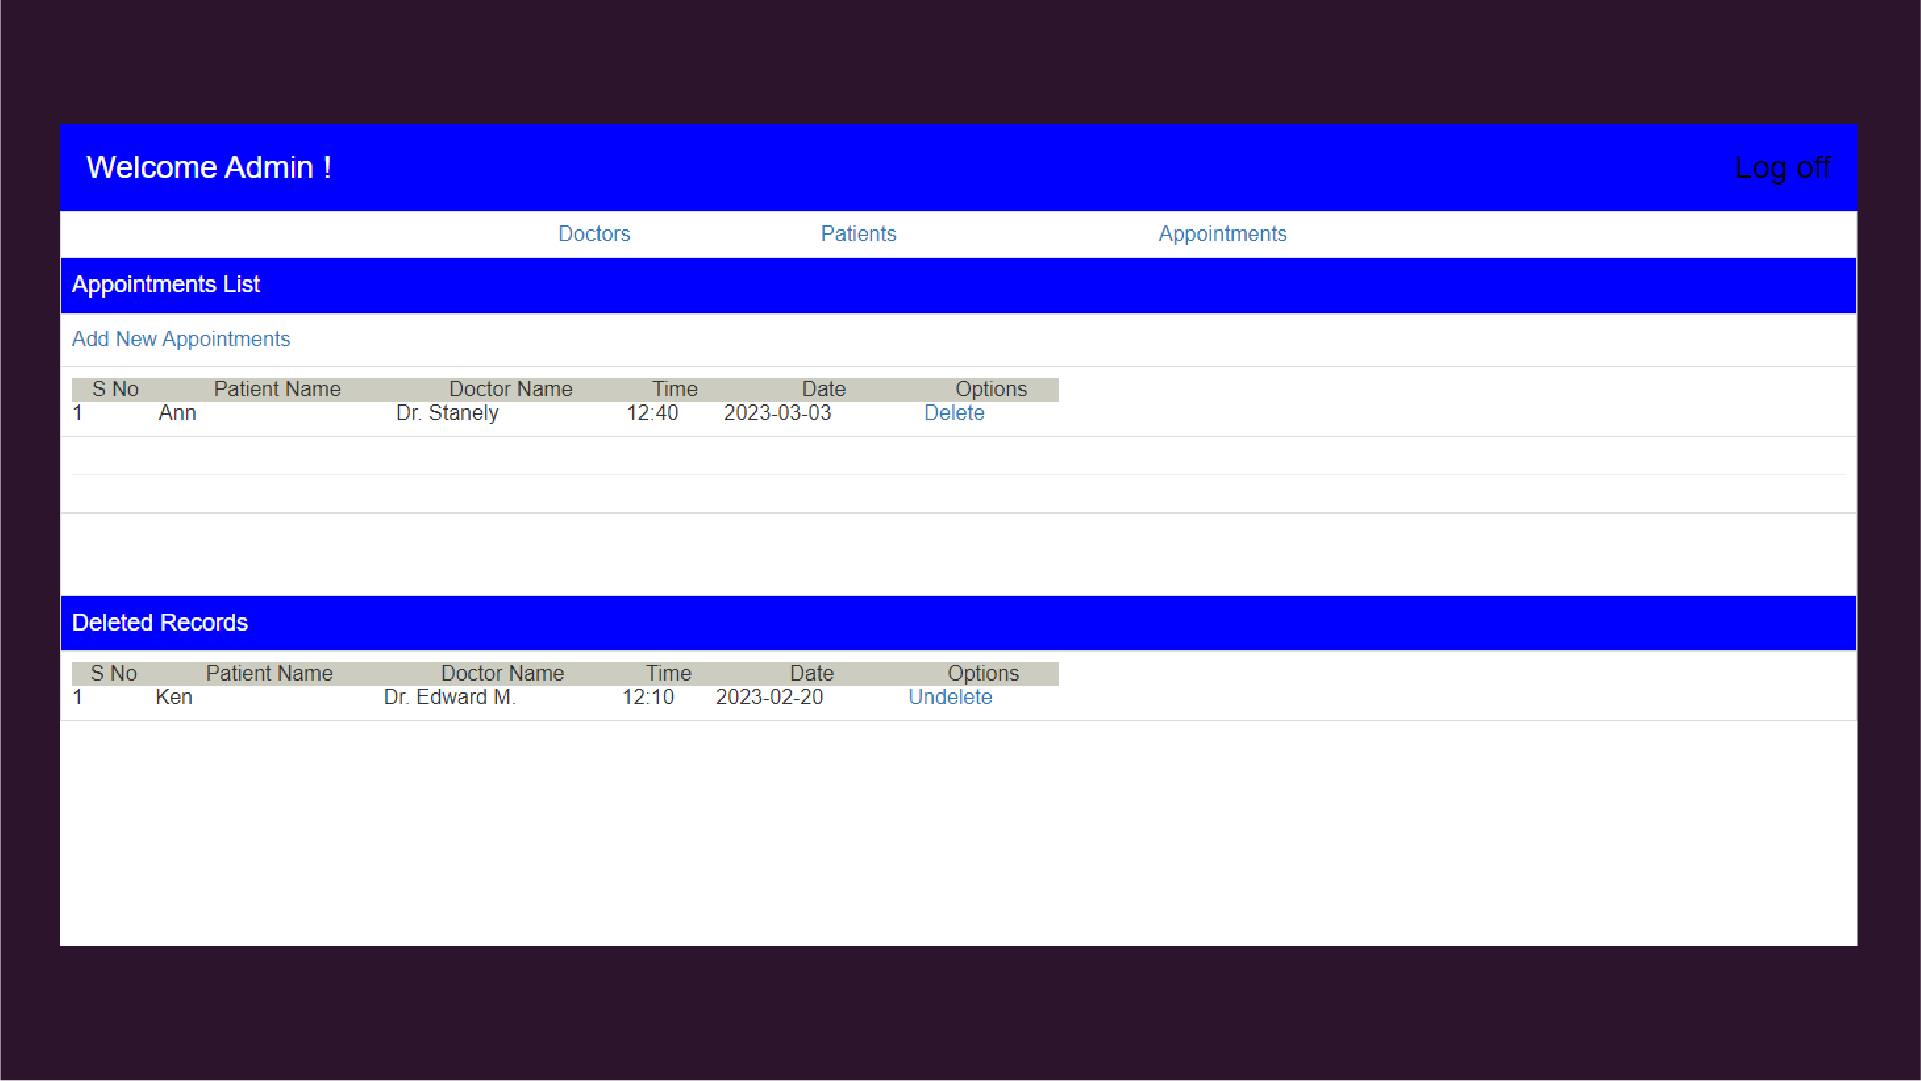 Welcome Admin ! Log off
Doctors Patients Appointments
Appointments List
Add New Appointments
S No Patient Name Doctor Name Time Date Options
1 Ann Dr. Stanely 12:40 2023-03-03 Delete
Deleted Records
S No Patient Name Doctor Name Time Date Options
1 Ken Dr. Edward M. 12:10 2023-02-20 Undelete